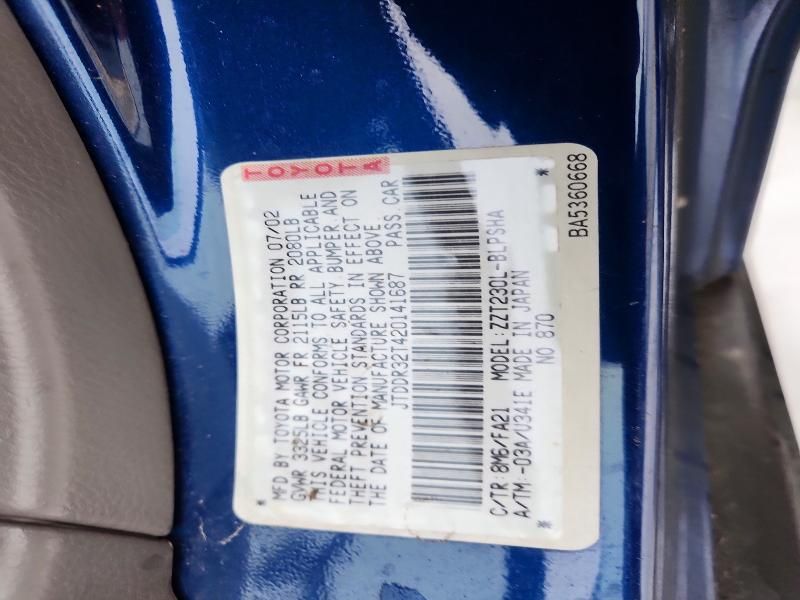 TOYOTA
MFD BY TOYOTA MOTOR CORPORATION 07/02
GVWR 3325LB GAWR FR 2115LB RR 2080LB
THIS VEHICLE CONFORMS TO ALL APPLICABLE
FEDERAL MOTOR VEHICLE SAFETY BUMPER AND
THEFT PREVENTION STANDARDS IN EFFECT ON
THE DATE OF MANUFACTURE SHOWN ABOVE.
JTDDR32T420141687 PASS CAR
C/TR:8M6/FA21 MODEL:ZZT230L-BLPSHA
A/TM:-03A/U341E MADE IN JAPAN
NO 870
BA5360668